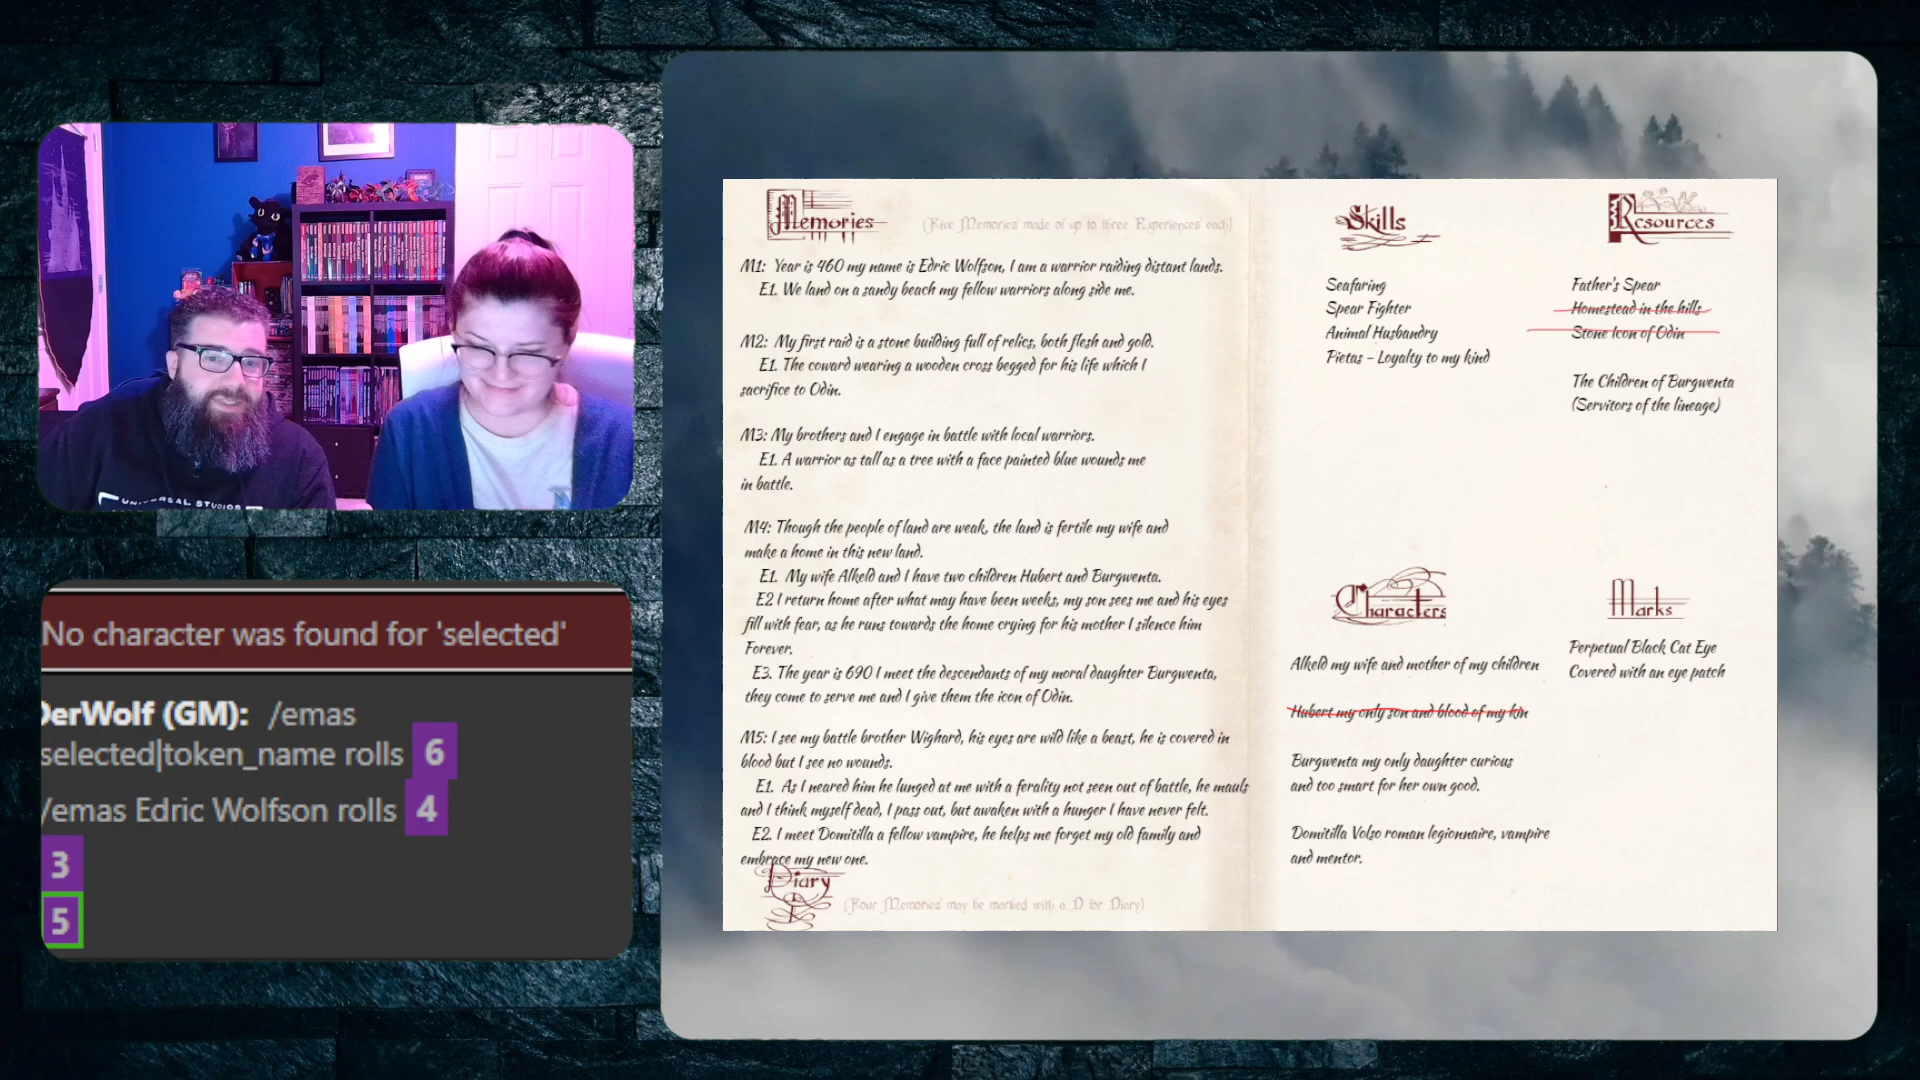 UNIVERSAL STUDIOS
No character was found for 'selected'
DerWolf (GM): /emas
selected|token_name rolls 6
/emas Edric Wolfson rolls 4
3
5
Memories
(Five Memories made of up to three Experiences each)
M1: Year is 460 my name is Edric Wolfson, I am a warrior raiding distant lands.
E1. We land on a sandy beach my fellow warriors along side me.
M2: My first raid is a stone building full of relics, both flesh and gold.
E1. The coward wearing a wooden cross begged for his life which I
sacrifice to Odin.
M3: My brothers and I engage in battle with local warriors.
E1. A warrior as tall as a tree with a face painted blue wounds me
in battle.
M4: Though the people of land are weak, the land is fertile my wife and
make a home in this new land.
E1. My wife Alkeld and I have two children Hubert and Burgwenta.
E2 I return home after what may have been weeks, my son sees me and his eyes
fill with fear, as he runs towards the home crying for his mother I silence him
Forever.
E3. The year is 690 I meet the descendants of my moral daughter Burgwenta,
they come to serve me and I give them the icon of Odin.
M5: I see my battle brother Wighard, his eyes are wild like a beast, he is covered in
blood but I see no wounds.
E1. As I neared him he lunged at me with a ferality not seen out of battle, he mauls
and I think myself dead, I pass out, but awaken with a hunger I have never felt.
E2. I meet Domitilla a fellow vampire, he helps me forget my old family and
embrace my new one.
Diary
(Four Memories may be marked with a D for Diary)
Skills
Seafaring
Spear Fighter
Animal Husbandry
Pietas - Loyalty to my kind
Resources
Father's Spear
Homestead in the hills
Stone Icon of Odin
The Children of Burgwenta
(Servitors of the lineage)
Characters
Alkeld my wife and mother of my children
Hubert my only son and blood of my kin
Burgwenta my only daughter curious
and too smart for her own good.
Domitilla Volso roman legionnaire, vampire
and mentor.
Marks
Perpetual Black Cat Eye
Covered with an eye patch